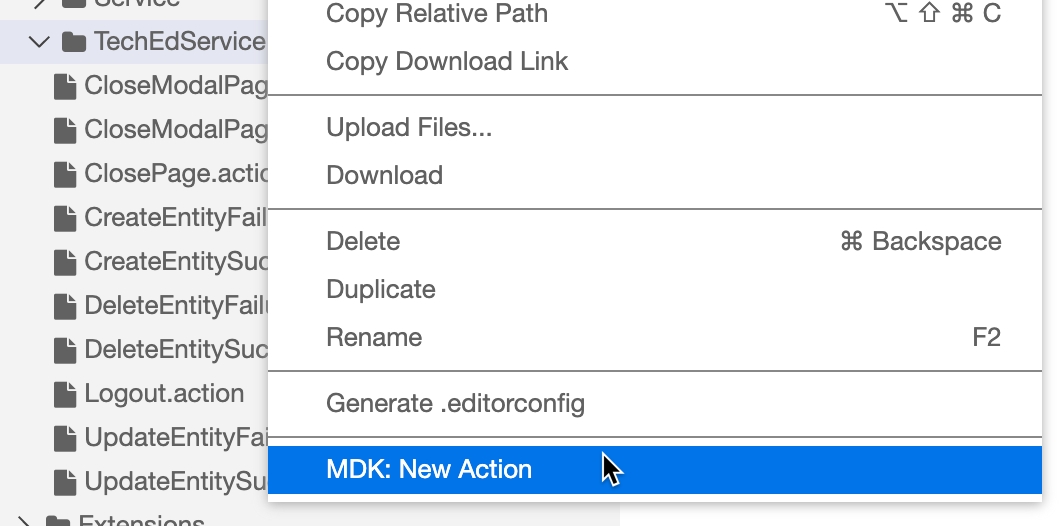 Service
TechEdService
CloseModalPag
CloseModalPag
ClosePage.actio
CreateEntityFail
CreateEntitySuc
DeleteEntityFailu
DeleteEntitySuc
Logout.action
UpdateEntityFai
UpdateEntitySu
Extensions
Copy Relative Path ⌥ ⇧ ⌘ C
Copy Download Link
Upload Files...
Download
Delete ⌘ Backspace
Duplicate
Rename F2
Generate .editorconfig
MDK: New Action